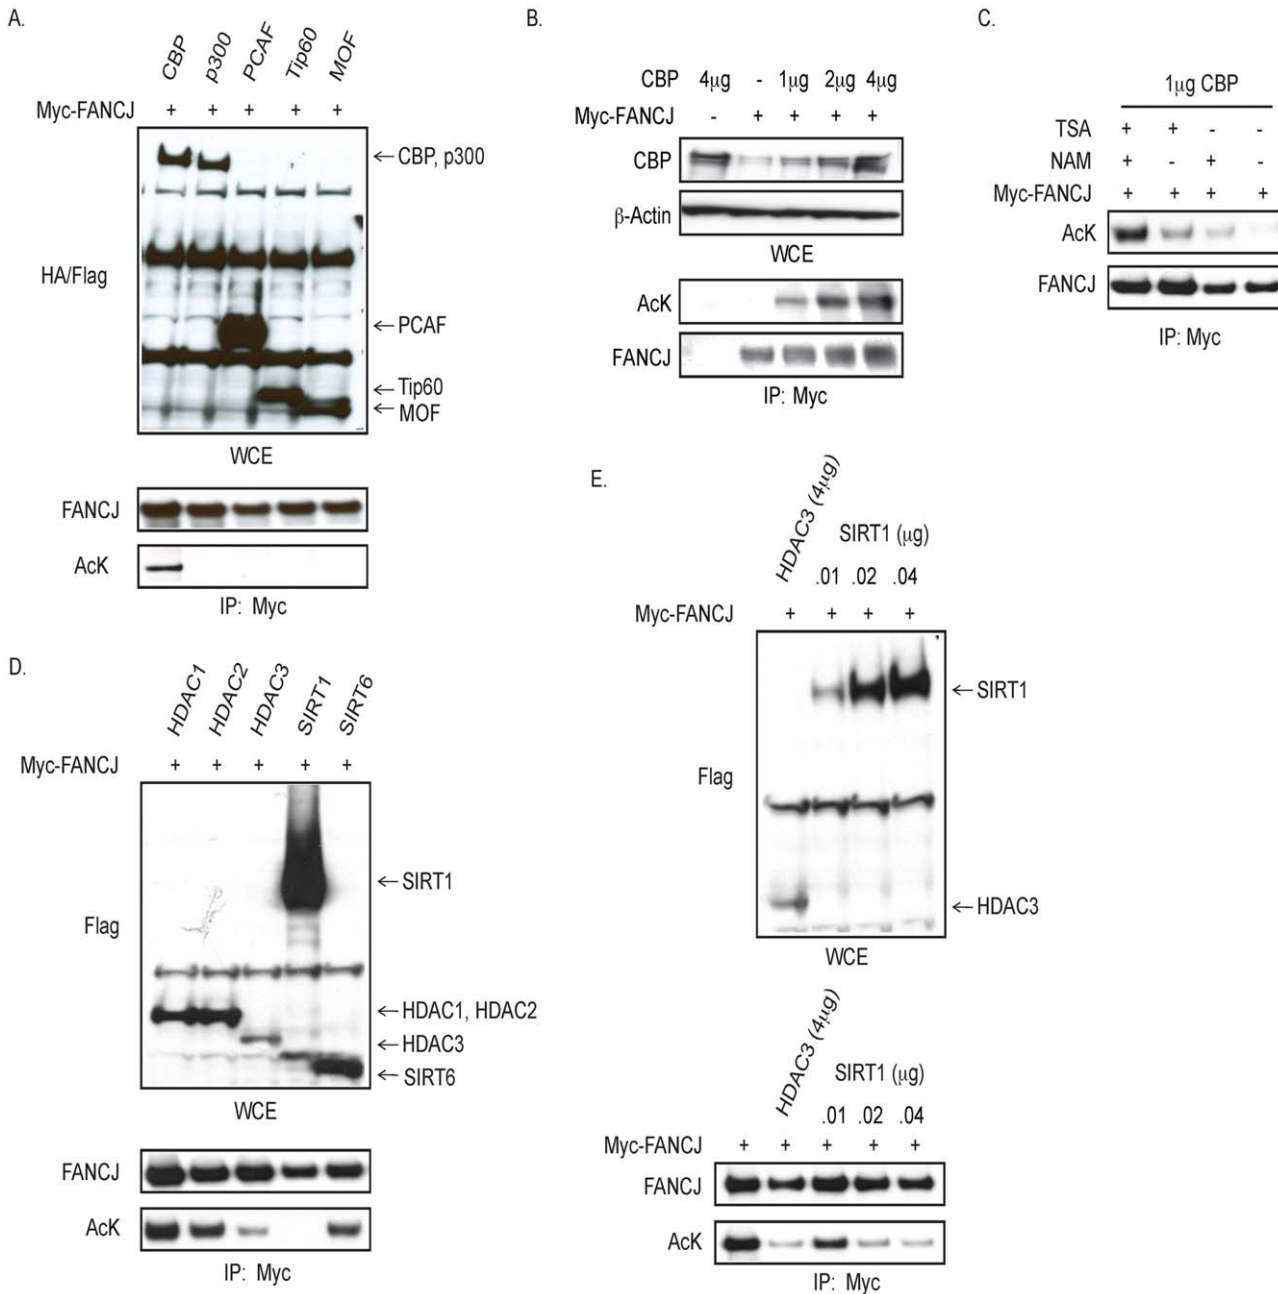 A.
CBP p300 PCAF Tip60 MOF
Myc-FANCJ + + + + +
←CBP, p300
HA/Flag
←PCAF
←Tip60
←MOF
WCE
FANCJ
AcK
IP: Myc
B.
CBP 4μg - 1μg 2μg 4μg
Myc-FANCJ - + + + +
CBP
β-Actin
WCE
AcK
FANCJ
IP: Myc
C.
1μg CBP
TSA + + - -
NAM + - + -
Myc-FANCJ + + + +
AcK
FANCJ
IP: Myc
D.
HDAC1 HDAC2 HDAC3 SIRT1 SIRT6
Myc-FANCJ + + + + +
←SIRT1
Flag
←HDAC1, HDAC2
←HDAC3
←SIRT6
WCE
FANCJ
AcK
IP: Myc
E.
HDAC3 (4μg) SIRT1 (μg)
.01 .02 .04
Myc-FANCJ + + + +
←SIRT1
Flag
←HDAC3
WCE
HDAC3 (4μg) SIRT1 (μg)
.01 .02 .04
Myc-FANCJ + + + + +
FANCJ
AcK
IP: Myc